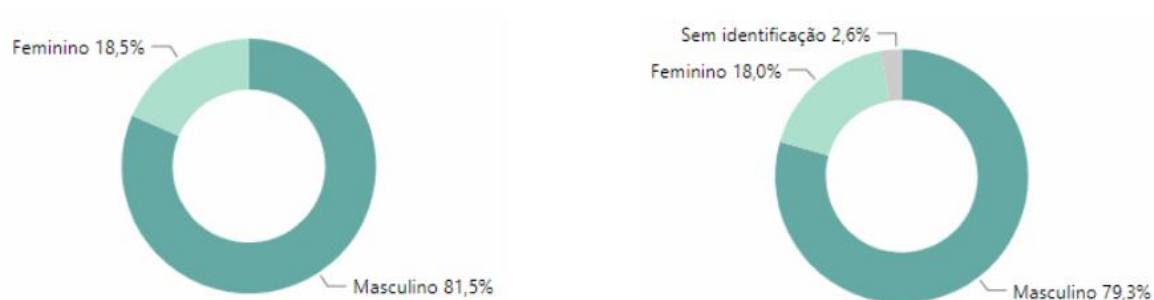 Feminino 18,5%
Masculino 81,5%
Sem identificação 2,6%
Feminino 18,0%
Masculino 79,3%